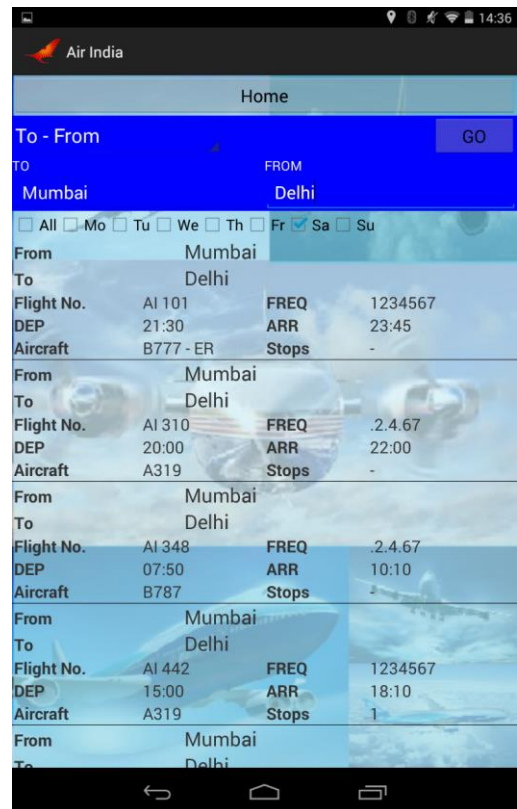 14:36
Air India
Home
To - From GO
TO FROM
Mumbai Delhi
All Mo Tu We Th Fr Sa Su
From Mumbai
To Delhi
Flight No. AI 101 FREQ 1234567
DEP 21:30 ARR 23:45
Aircraft B777 - ER Stops -
From Mumbai
To Delhi
Flight No. AI 310 FREQ .2.4.67
DEP 20:00 ARR 22:00
Aircraft A319 Stops -
From Mumbai
To Delhi
Flight No. AI 348 FREQ .2.4.67
DEP 07:50 ARR 10:10
Aircraft B787 Stops -
From Mumbai
To Delhi
Flight No. AI 442 FREQ 1234567
DEP 15:00 ARR 18:10
Aircraft A319 Stops 1
From Mumbai
To Delhi